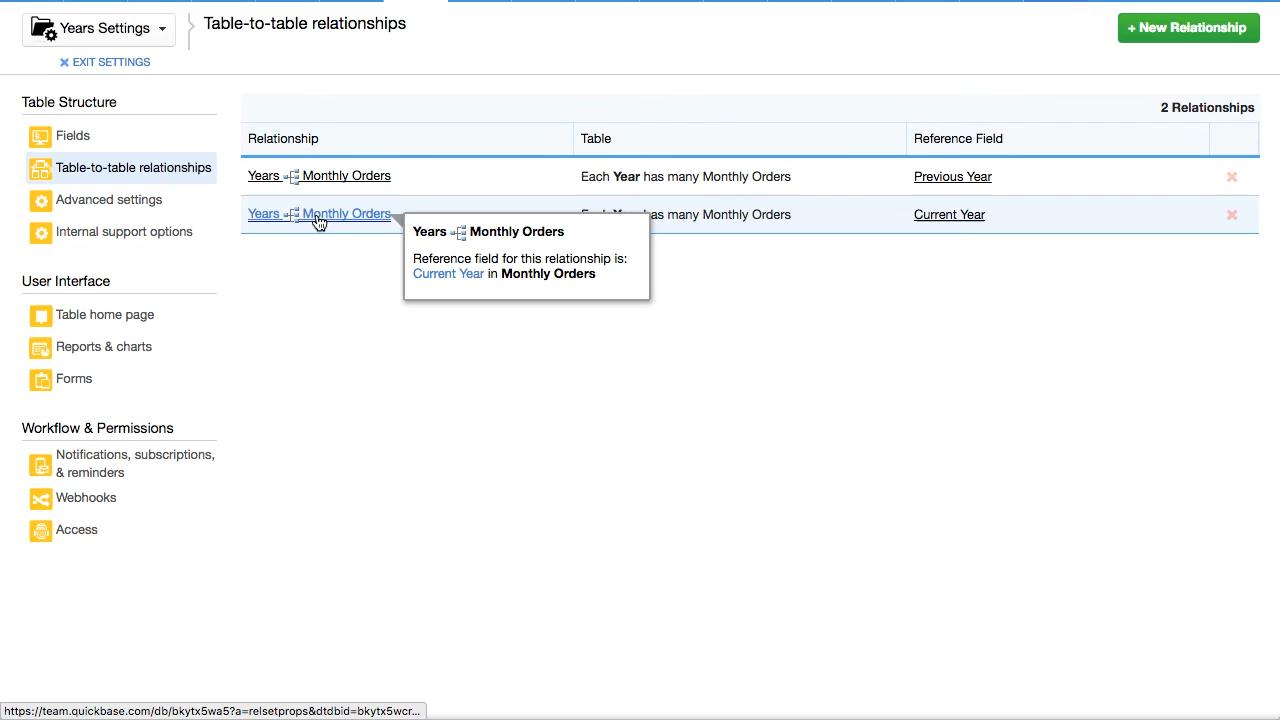 Years Settings
Table-to-table relationships
+ New Relationship
EXIT SETTINGS
Table Structure
Fields
Table-to-table relationships
Advanced settings
Internal support options
User Interface
Table home page
Reports & charts
Forms
Workflow & Permissions
Notifications, subscriptions,
& reminders
Webhooks
Access
2 Relationships
Relationship Table Reference Field
Years Monthly Orders Each Year has many Monthly Orders Previous Year
Years Monthly Orders has many Monthly Orders Current Year
Years Monthly Orders
Reference field for this relationship is:
Current Year in Monthly Orders
https://team.quickbase.com/db/bkytx5wa5?a=relsetprops&dtdbid=bkytx5wcr...